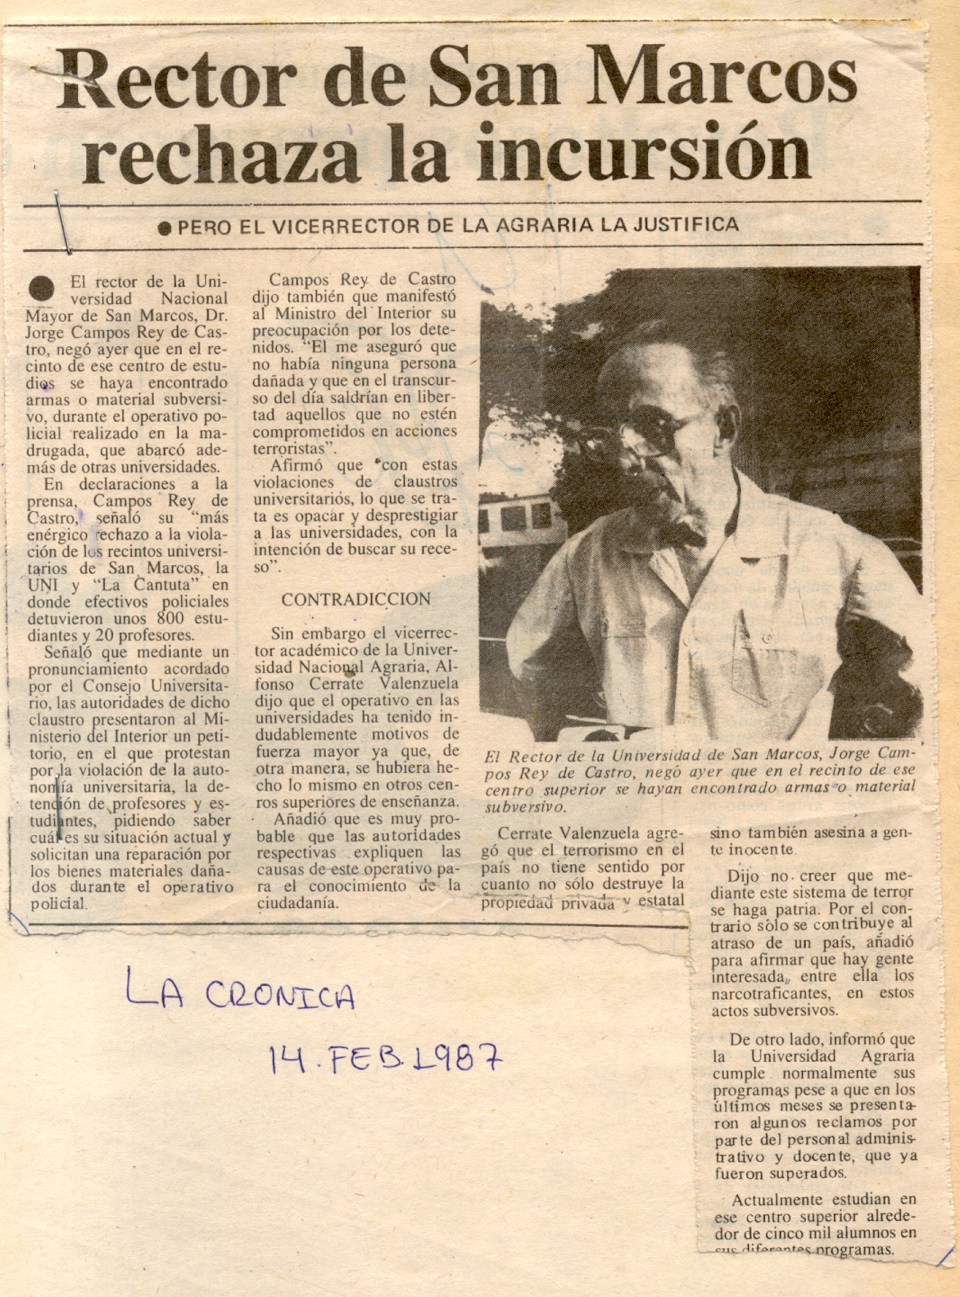 Rector de San Marcos
rechaza la incursión
● PERO EL VICERRECTOR DE LA AGRARIA LA JUSTIFICA
● El rector de la Uni-
versidad Nacional
Mayor de San Marcos, Dr.
Jorge Campos Rey de Cas-
tro, negó ayer que en el re-
cinto de ese centro de estu-
dios se haya encontrado
armas o material subversi-
vo, durante el operativo po-
licial realizado en la ma-
drugada, que abarcó ade-
más de otras universidades.
En declaraciones a la
prensa, Campos Rey de
Castro, señaló su “más
enérgico rechazo a la viola-
ción de los recintos universi-
tarios de San Marcos, la
UNI y “La Cantuta” en
donde efectivos policiales
detuvieron unos 800 estu-
diantes y 20 profesores.
Señaló que mediante un
pronunciamiento acordado
por el Consejo Universita-
rio, las autoridades de dicho
claustro presentaron al Mi-
nisterio del Interior un peti-
torio, en el que protestan
por la violación de la auto-
nomía universitaria, la de-
tención de profesores y es-
tudiantes, pidiendo saber
cuál es su situación actual y
solicitan una reparación por
los bienes materiales daña-
dos durante el operativo
policial.
Campos Rey de Castro
dijo también que manifestó
al Ministro del Interior su
preocupación por los dete-
nidos. “El me aseguró que
no había ninguna persona
dañada y que en el transcur-
so del día saldrían en liber-
tad aquellos que no estén
comprometidos en acciones
terroristas”.
Afirmó que “con estas
violaciones de claustros
universitarios, lo que se tra-
ta es opacar y desprestigiar
a las universidades, con la
intención de buscar su rece-
so”.
CONTRADICCION
Sin embargo el vicerrec-
tor académico de la Univer-
sidad Nacional Agraria, Al-
fonso Cerrate Valenzuela
dijo que el operativo en las
universidades ha tenido in-
dudablemente motivos de
fuerza mayor ya que, de
otra manera, se hubiera he-
cho lo mismo en otros cen-
tros superiores de enseñanza.
Añadió que es muy pro-
bable que las autoridades
respectivas expliquen las
causas de este operativo pa-
ra el conocimiento de la
ciudadanía.
El Rector de la Universidad de San Marcos, Jorge Cam-
pos Rey de Castro, negó ayer que en el recinto de ese
centro superior se hayan encontrado armas o material
subversivo.
Cerrate Valenzuela agre-
gó que el terrorismo en el
país no tiene sentido por
cuanto no sólo destruye la
propiedad privada y estatal
sino también asesina a gen-
te inocente.
Dijo no creer que me-
diante este sistema de terror
se haga patria. Por el con-
trario sólo se contribuye al
atraso de un país, añadió
para afirmar que hay gente
interesada, entre ella los
narcotraficantes, en estos
actos subversivos.
De otro lado, informó que
la Universidad Agraria
cumple normalmente sus
programas pese a que en los
últimos meses se presenta-
ron algunos reclamos por
parte del personal adminis-
trativo y docente, que ya
fueron superados.
Actualmente estudian en
ese centro superior alrede-
dor de cinco mil alumnos en
sus diferentes programas.
LA CRONICA
14.FEB.1987